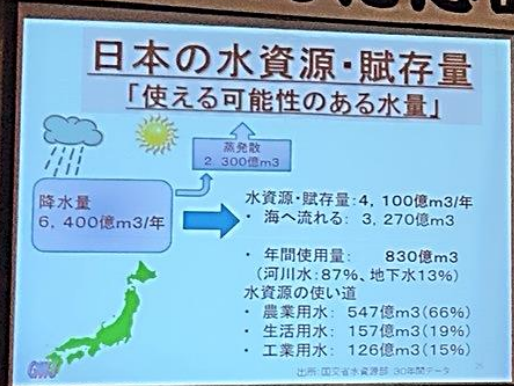 日本の水資源・賦存量
「使える可能性のある水量」
蒸発散
2,300億m3
降水量
6,400億m3/年
水資源・賦存量:4,100億m3/年
・ 海へ流れる: 3,270億m3
・ 年間使用量: 830億m3
(河川水:87%、地下水13%)
水資源の使い道
・ 農業用水: 547億m3(66%)
・ 生活用水: 157億m3(19%)
・ 工業用水: 126億m3(15%)
出所:国交省水資源部 30年間データ